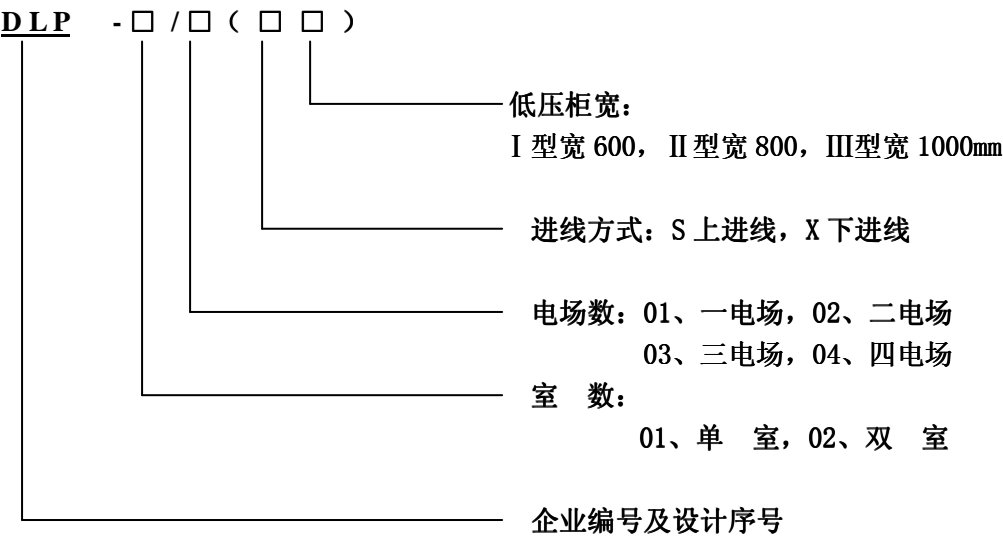 DLP -□/□(□□)
低压柜宽：
Ⅰ型宽600，Ⅱ型宽800，Ⅲ型宽1000mm
进线方式：S上进线，X下进线
电场数：01、一电场，02、二电场
03、三电场，04、四电场
室 数：
01、单 室，02、双 室
企业编号及设计序号